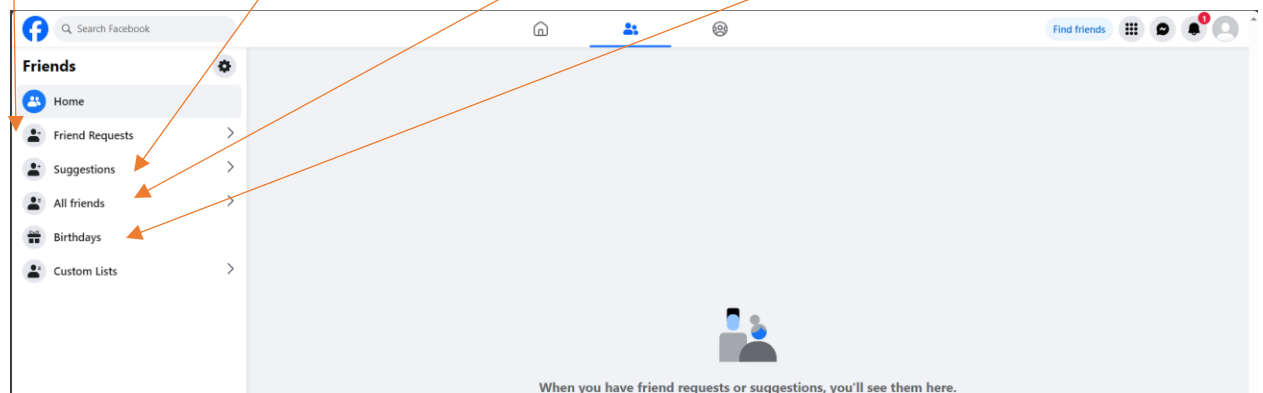 Search Facebook
Find friends
1
Friends
Home
Friend Requests
Suggestions
All friends
Birthdays
Custom Lists
When you have friend requests or suggestions, you'll see them here.